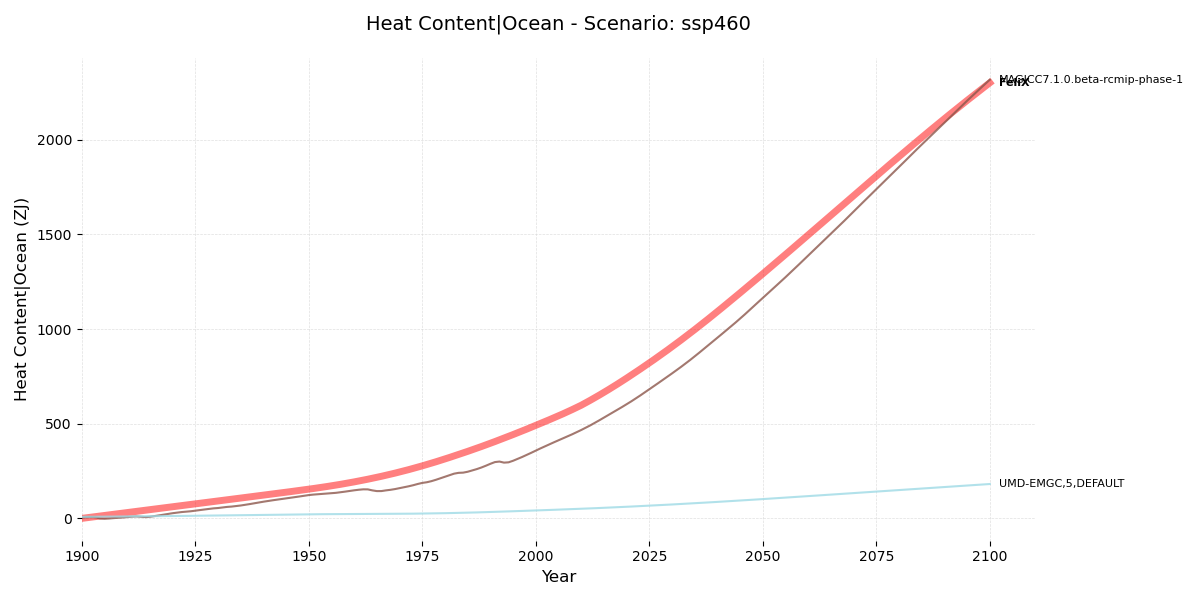 Heat Content|Ocean - Scenario: ssp460
Heat Content|Ocean (ZJ)
2000
1500
1000
500
0
1900
1925
1950
1975
2000
2025
2050
2075
2100
Year
MAGICC7.1.0.beta-rcmip-phase-1
FeliX
UMD-EMGC,5,DEFAULT